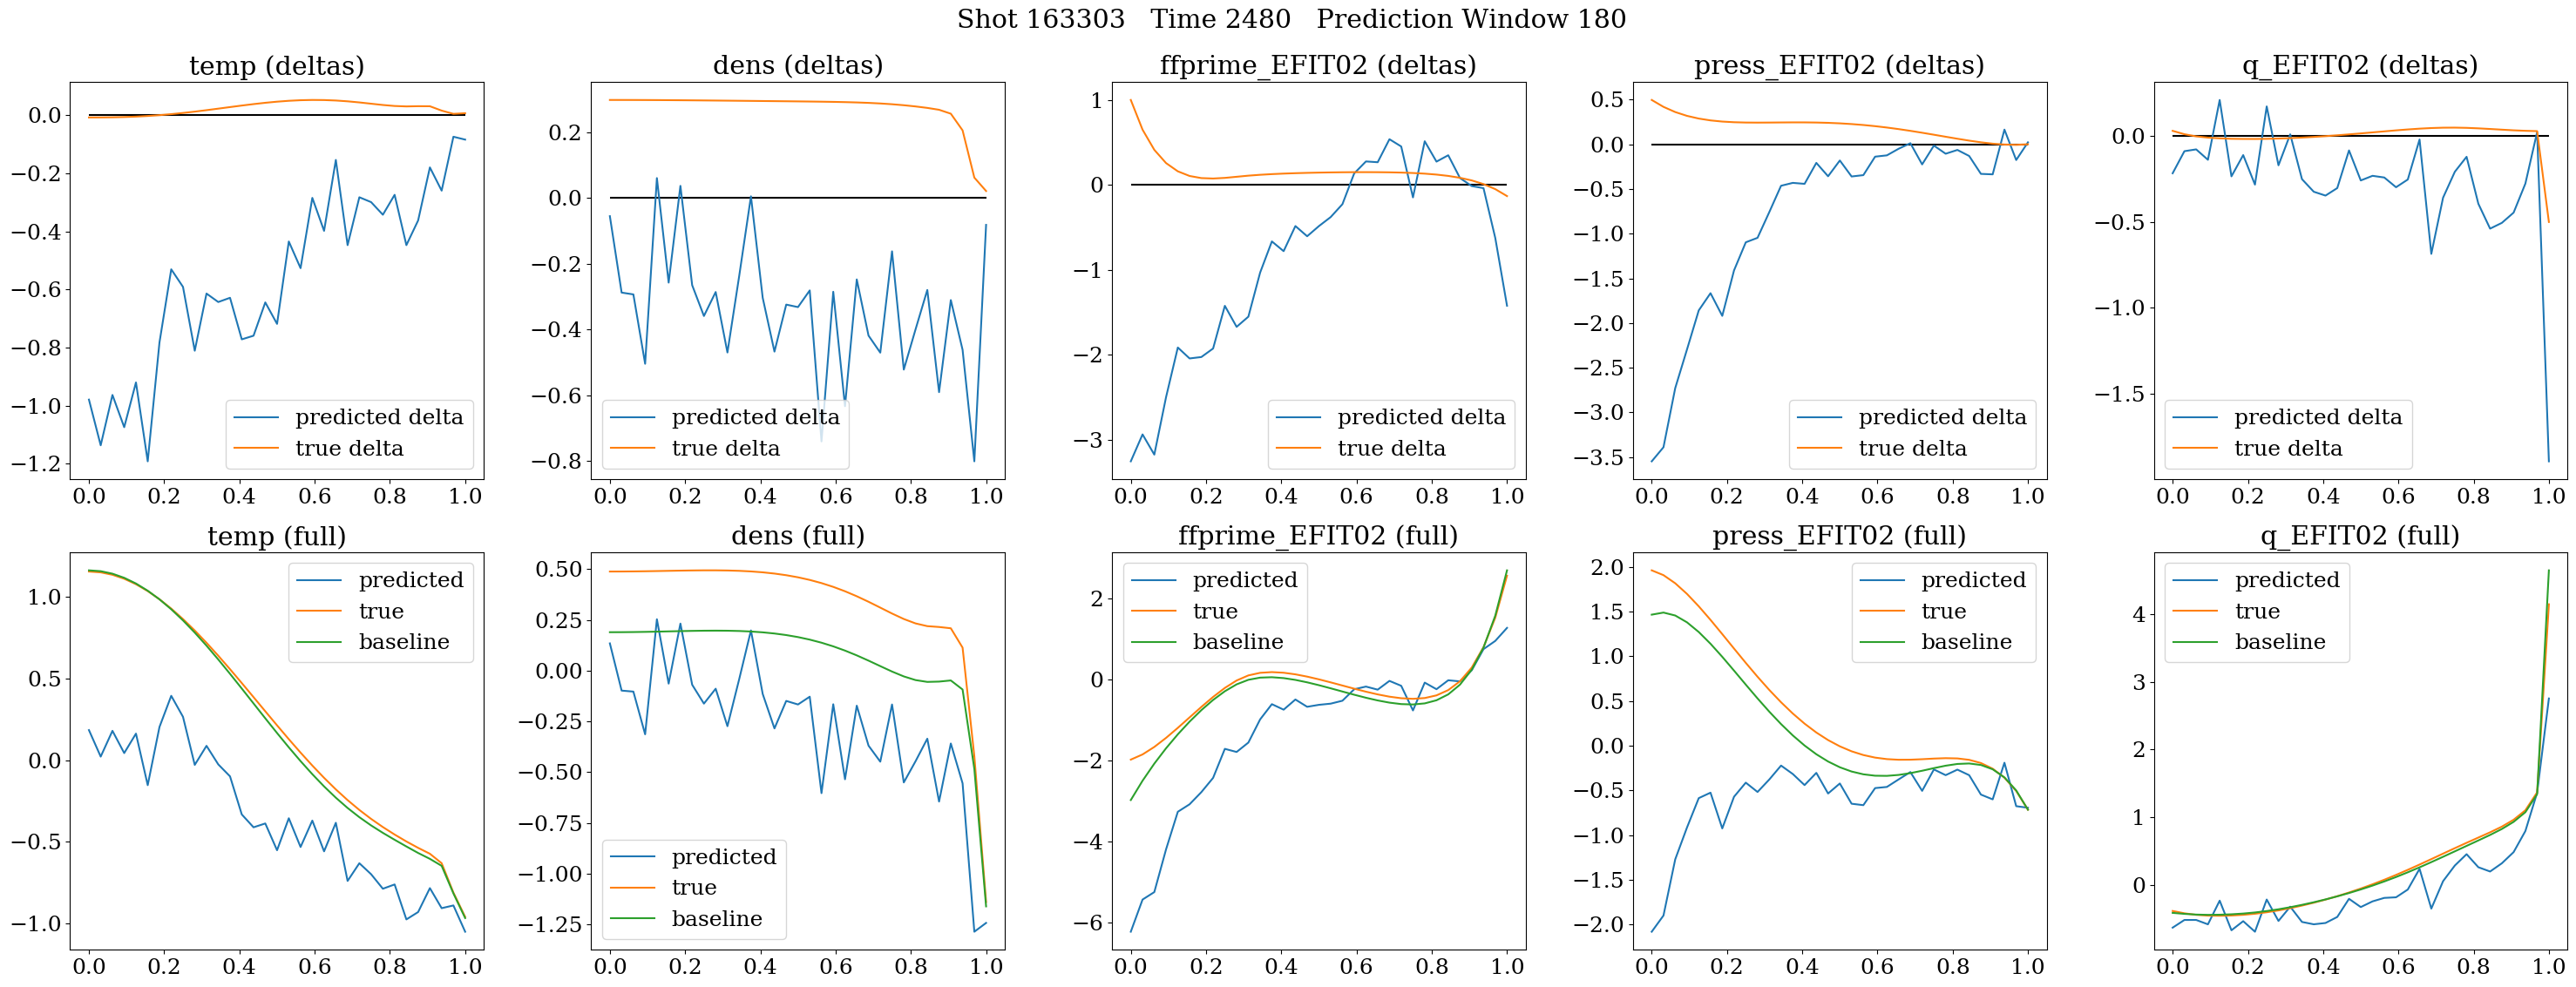 Shot 163303   Time 2480   Prediction Window 180
temp (deltas)
0.0
−0.2
−0.4
−0.6
−0.8
−1.0
−1.2
0.0 0.2 0.4 0.6 0.8 1.0
predicted delta
true delta
dens (deltas)
0.2
0.0
−0.2
−0.4
−0.6
−0.8
0.0 0.2 0.4 0.6 0.8 1.0
predicted delta
true delta
ffprime_EFIT02 (deltas)
1
0
−1
−2
−3
0.0 0.2 0.4 0.6 0.8 1.0
predicted delta
true delta
press_EFIT02 (deltas)
0.5
0.0
−0.5
−1.0
−1.5
−2.0
−2.5
−3.0
−3.5
0.0 0.2 0.4 0.6 0.8 1.0
predicted delta
true delta
q_EFIT02 (deltas)
0.0
−0.5
−1.0
−1.5
0.0 0.2 0.4 0.6 0.8 1.0
predicted delta
true delta
temp (full)
1.0
0.5
0.0
−0.5
−1.0
0.0 0.2 0.4 0.6 0.8 1.0
predicted
true
baseline
dens (full)
0.50
0.25
0.00
−0.25
−0.50
−0.75
−1.00
−1.25
0.0 0.2 0.4 0.6 0.8 1.0
predicted
true
baseline
ffprime_EFIT02 (full)
2
0
−2
−4
−6
0.0 0.2 0.4 0.6 0.8 1.0
predicted
true
baseline
press_EFIT02 (full)
2.0
1.5
1.0
0.5
0.0
−0.5
−1.0
−1.5
−2.0
0.0 0.2 0.4 0.6 0.8 1.0
predicted
true
baseline
q_EFIT02 (full)
4
3
2
1
0
0.0 0.2 0.4 0.6 0.8 1.0
predicted
true
baseline